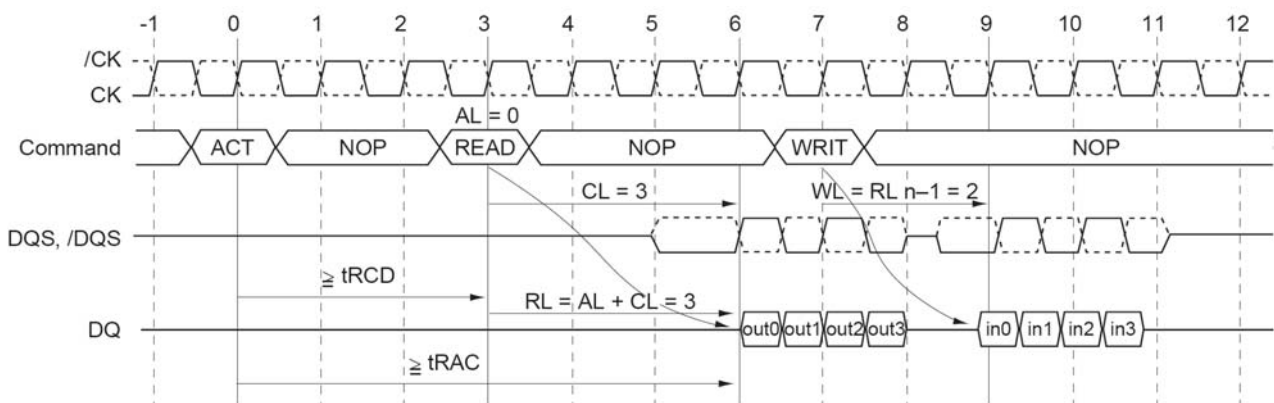 -1 0 1 2 3 4 5 6 7 8 9 10 11 12
/CK
CK
AL = 0
Command ACT NOP READ NOP WRIT NOP
CL = 3 WL = RL n–1 = 2
DQS, /DQS
≧ tRCD
RL = AL + CL = 3
DQ out0 out1 out2 out3 in0 in1 in2 in3
≧ tRAC